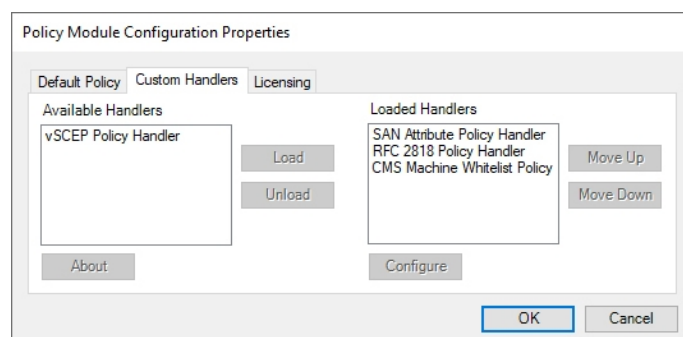 Policy Module Configuration Properties
Default Policy Custom Handlers Licensing
Available Handlers
vSCEP Policy Handler
Load
Unload
About
Loaded Handlers
SAN Attribute Policy Handler
RFC 2818 Policy Handler
CMS Machine Whitelist Policy
Move Up
Move Down
Configure
OK Cancel